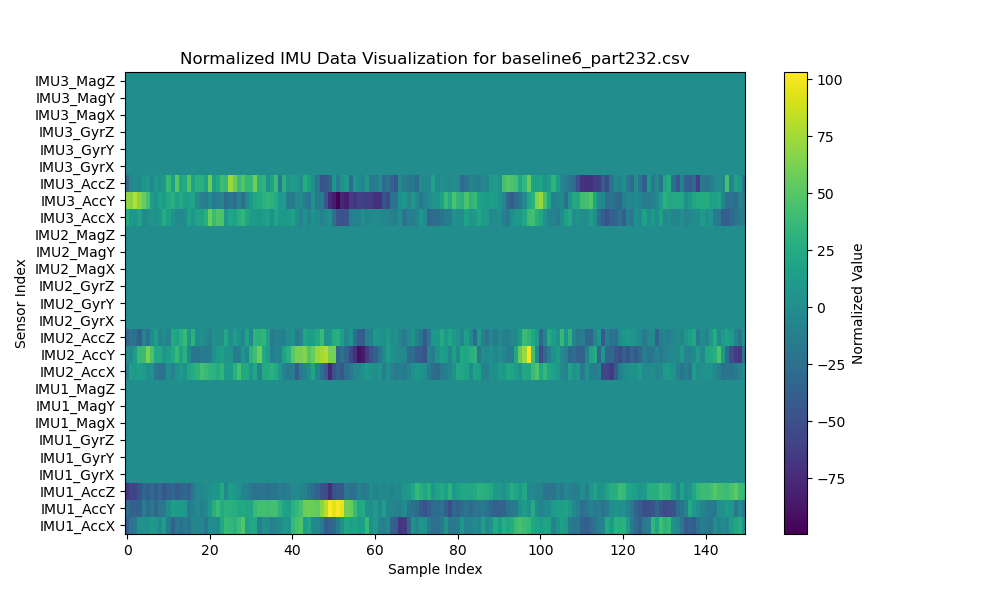 Normalized IMU Data Visualization for baseline6_part232.csv
IMU3_MagZ
IMU3_MagY
IMU3_MagX
IMU3_GyrZ
IMU3_GyrY
IMU3_GyrX
IMU3_AccZ
IMU3_AccY
IMU3_AccX
IMU2_MagZ
IMU2_MagY
IMU2_MagX
IMU2_GyrZ
IMU2_GyrY
IMU2_GyrX
IMU2_AccZ
IMU2_AccY
IMU2_AccX
IMU1_MagZ
IMU1_MagY
IMU1_MagX
IMU1_GyrZ
IMU1_GyrY
IMU1_GyrX
IMU1_AccZ
IMU1_AccY
IMU1_AccX
Sensor Index
0 20 40 60 80 100 120 140
Sample Index
100
75
50
25
0
−25
−50
−75
Normalized Value